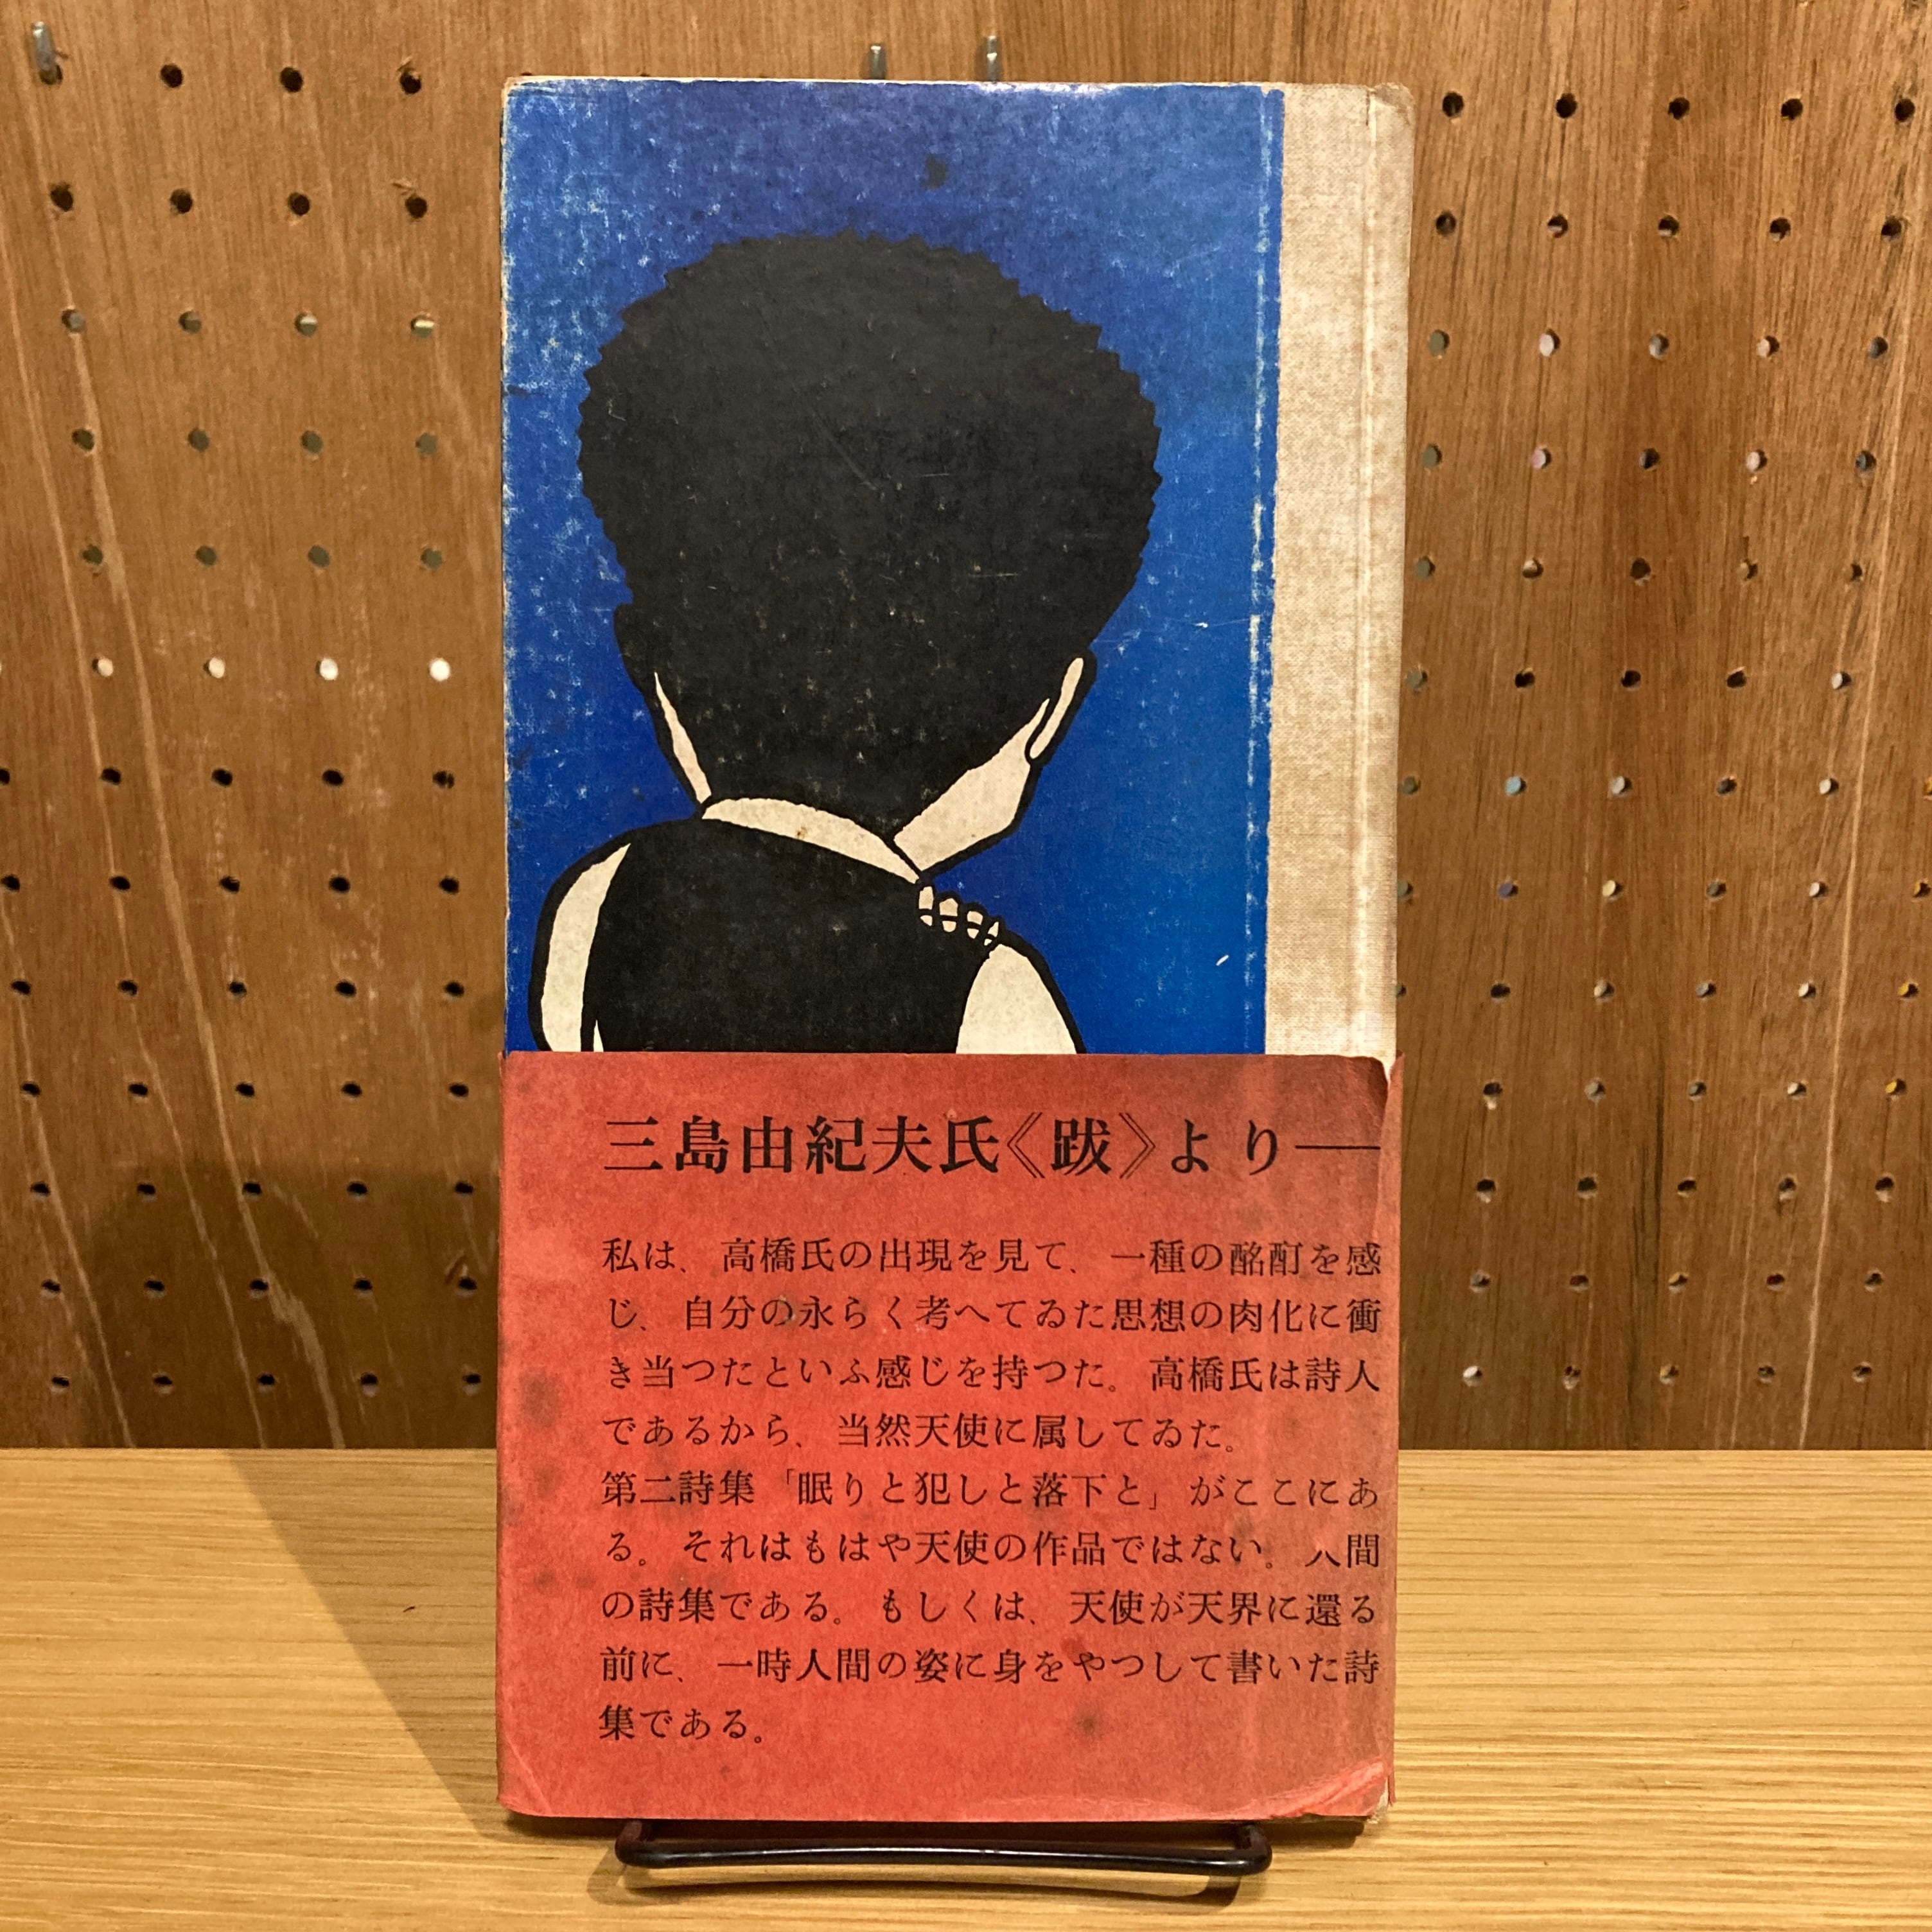 三島由紀夫氏《跋》より――
私は、高橋氏の出現を見て、一種の酩酊を感
じ、自分の永らく考へてゐた思想の肉化に衝
き当つたといふ感じを持つた。高橋氏は詩人
であるから、当然天使に属してゐた。
第二詩集「眠りと犯しと落下と」がここにあ
る。それはもはや天使の作品ではない。人間
の詩集である。もしくは、天使が天界に還る
前に、一時人間の姿に身をやつして書いた詩
集である。